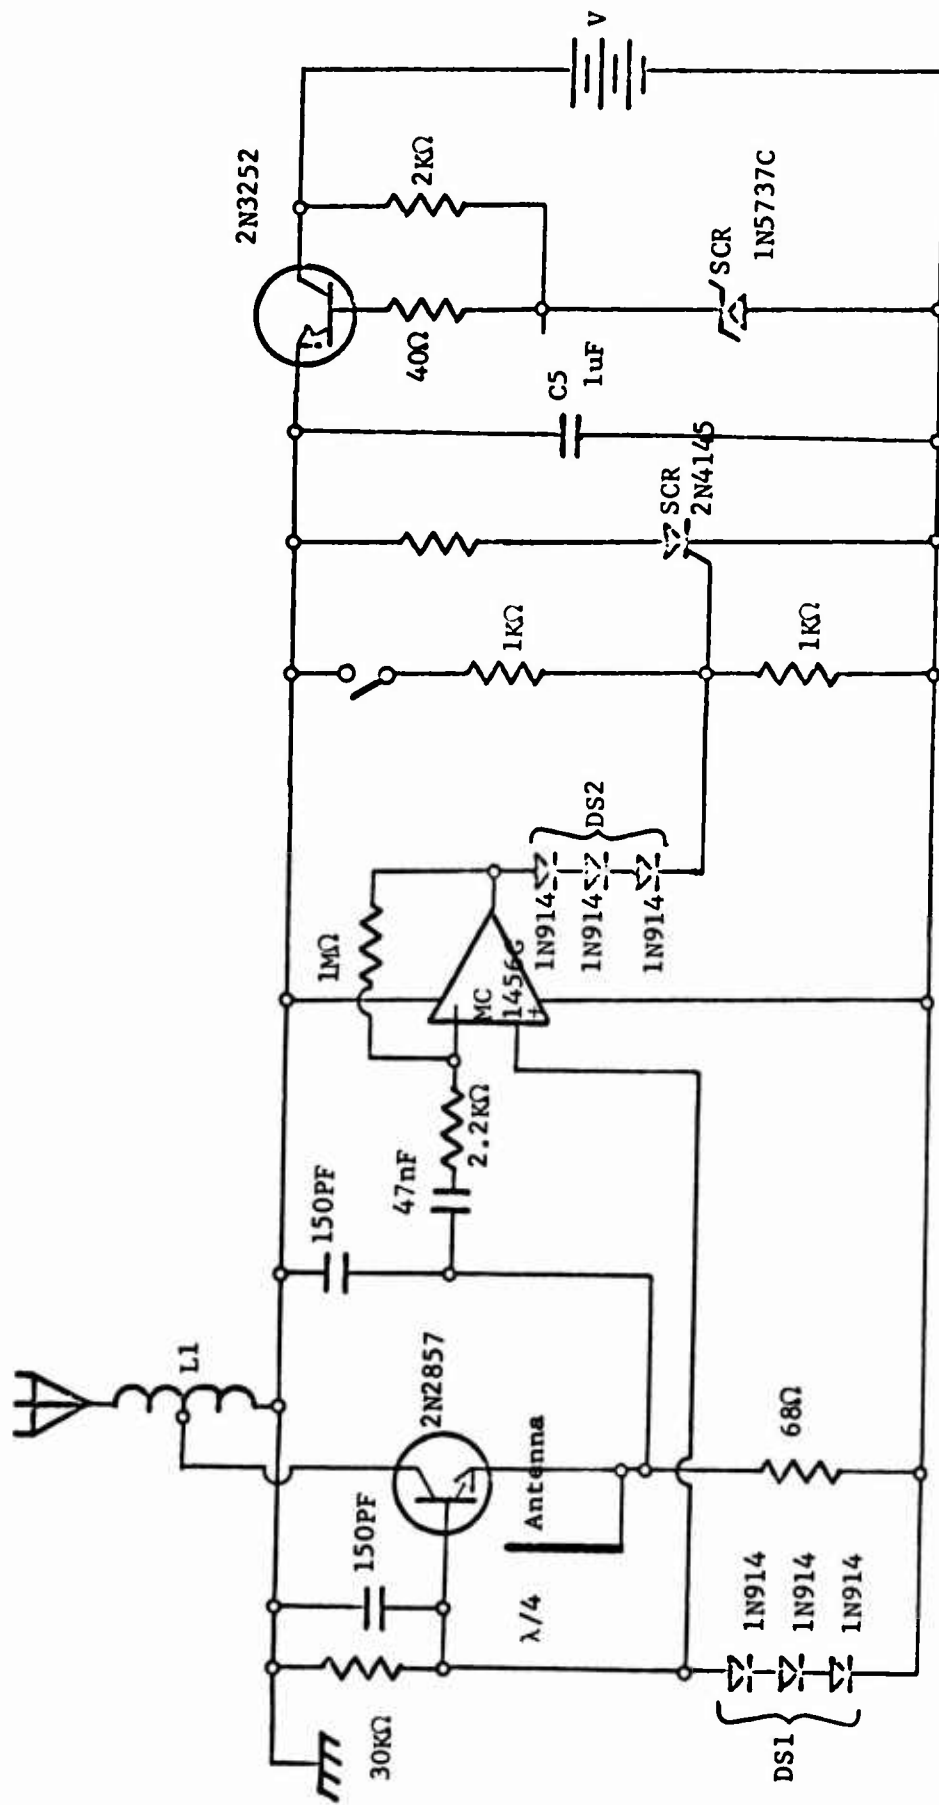 L1
150PF
30KΩ
150PF
2N2857
λ/4
Antenna
DS1
1N914
1N914
1N914
68Ω
47nF
2.2KΩ
1MΩ
MC
1456G
+
1N914
1N914
1N914
DS2
1KΩ
1KΩ
SCR
2N4145
C5
1uF
2N3252
40Ω
2KΩ
SCR
1N5737C
V